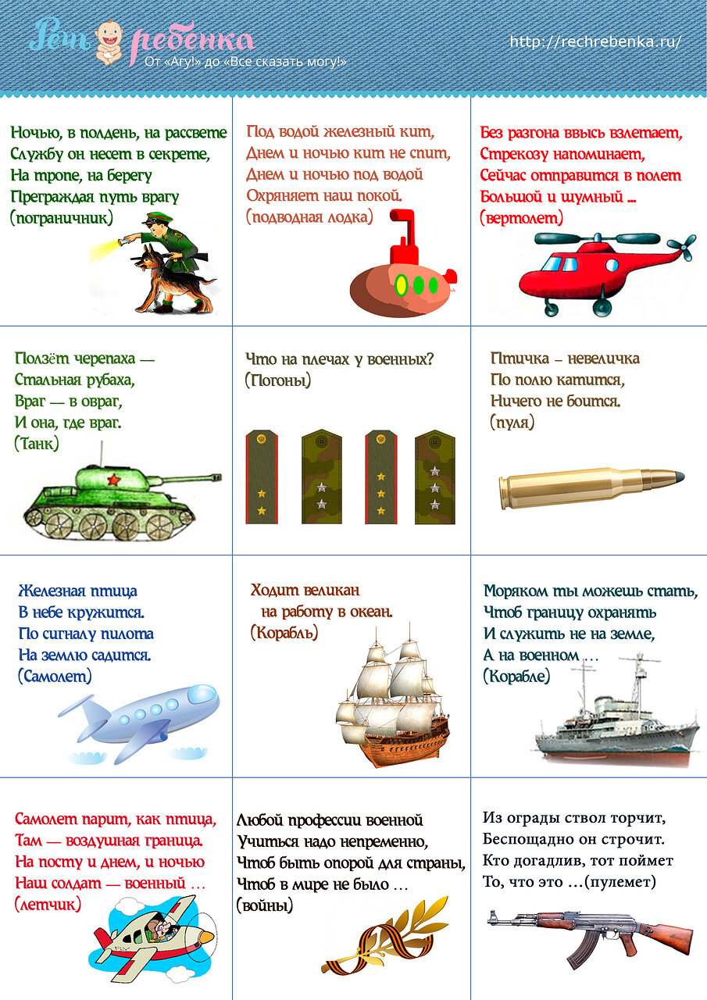 Реч ребенка
От «Агу!» до «Все сказать могу!»
http://rechrebenka.ru/
Ночью, в полдень, на рассвете
Службу он несет в секрете,
На тропе, на берегу
Преграждая путь врагу
(пограничник)
Под водой железный кит,
Днем и ночью кит не спит,
Днем и ночью под водой
Охряняет наш покой.
(подводная лодка)
Без разгона ввысь взлетает,
Стрекозу напоминает,
Сейчас отправится в полет
Большой и шумный ...
(вертолет)
Ползёт черепаха —
Стальная рубаха,
Враг — в овраг,
И она, где враг.
(Танк)
Что на плечах у военных?
(Погоны)
Птичка – невеличка
По полю катится,
Ничего не боится.
(пуля)
Железная птица
В небе кружится.
По сигналу пилота
На землю садится.
(Самолет)
Ходит великан
на работу в океан.
(Корабль)
Моряком ты можешь стать,
Чтоб границу охранять
И служить не на земле,
А на военном …
(Корабле)
Самолет парит, как птица,
Там — воздушная граница.
На посту и днем, и ночью
Наш солдат — военный …
(летчик)
Любой профессии военной
Учиться надо непременно,
Чтоб быть опорой для страны,
Чтоб в мире не было …
(войны)
Из ограды ствол торчит,
Беспощадно он строчит.
Кто догадлив, тот поймет
То, что это …(пулемет)